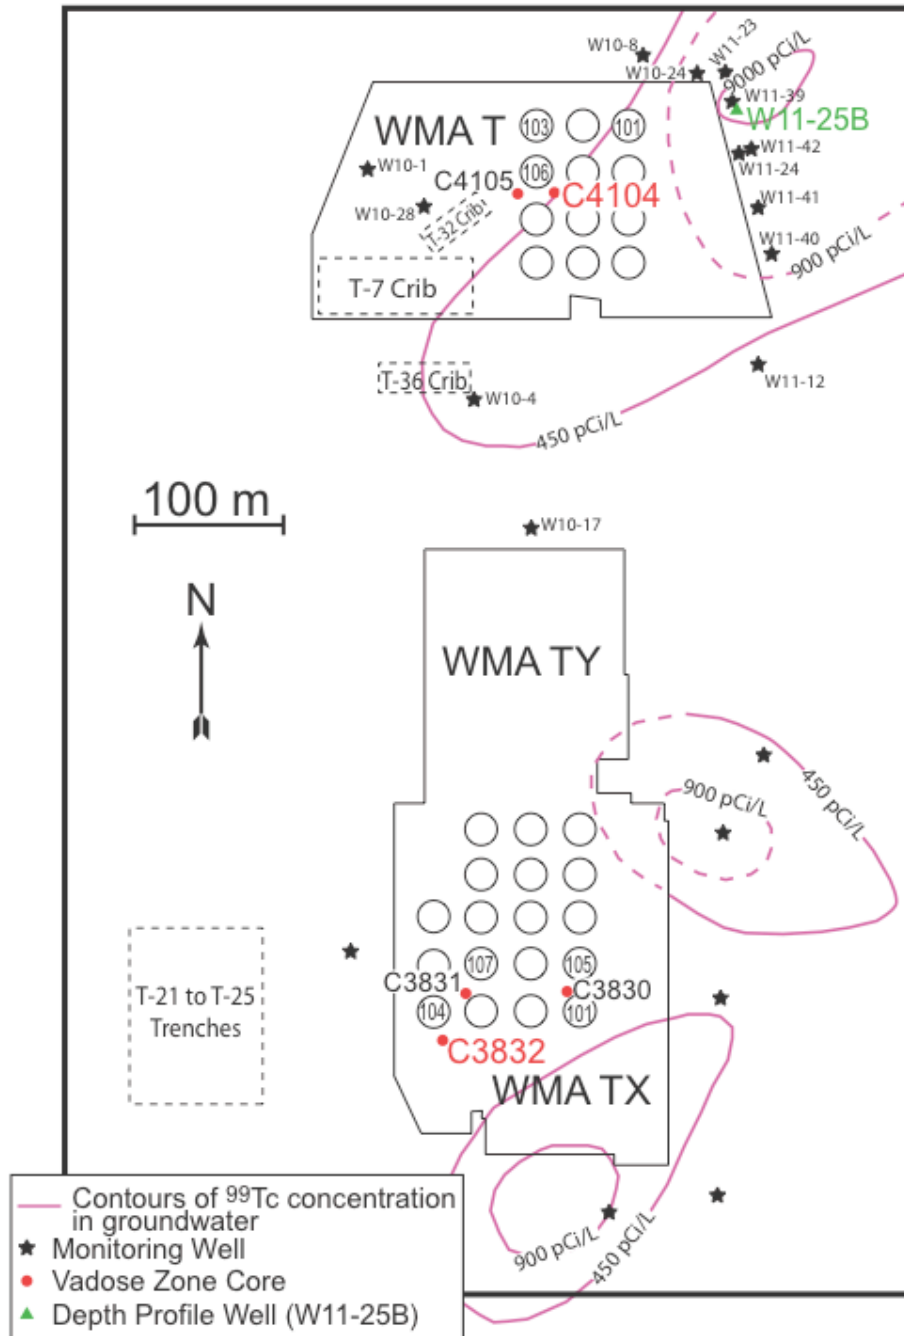 W10-8
W11-23
W10-24
9000 pCi/L
W11-39
W11-25B
WMA T
103
101
W11-42
W11-24
W10-1
106
C4105
C4104
W10-28
T-32 Crib
W11-41
W11-40
900 pCi/L
T-7 Crib
T-36 Crib
W10-4
W11-12
450 pCi/L
100 m
W10-17
N
WMA TY
900 pCi/L
450 pCi/L
107
105
C3831
C3830
104
101
T-21 to T-25
Trenches
C3832
WMA TX
900 pCi/L
450 pCi/L
Contours of ⁹⁹Tc concentration
in groundwater
Monitoring Well
Vadose Zone Core
Depth Profile Well (W11-25B)